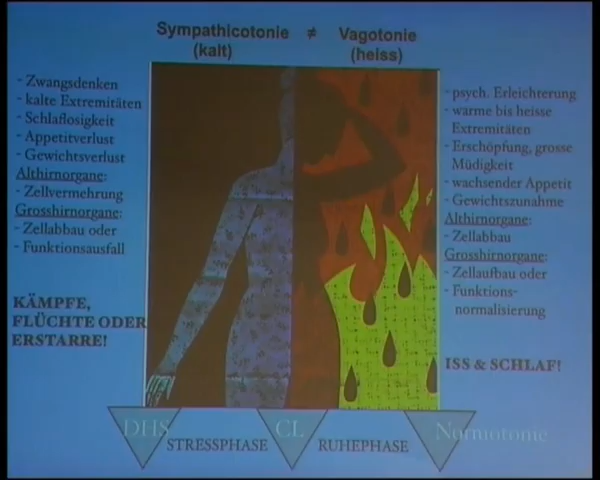 Sympathicotonie ≠ Vagotonie
(kalt) (heiss)
- Zwangsdenken
- kalte Extremitäten
- Schlaflosigkeit
- Appetitverlust
- Gewichtsverlust
Althirnorgane:
- Zellvermehrung
Grosshirnorgane:
- Zellabbau oder
- Funktionsausfall
KÄMPFE,
FLÜCHTE ODER
ERSTARRE!
- psych. Erleichterung
- warme bis heisse
Extremitäten
- Erschöpfung, grosse
Müdigkeit
- wachsender Appetit
- Gewichtszunahme
Althirnorgane:
- Zellabbau
Grosshirnorgane:
- Zellaufbau oder
- Funktions-
normalisierung
ISS & SCHLAF!
DHS STRESSPHASE CL RUHEPHASE Normotonie